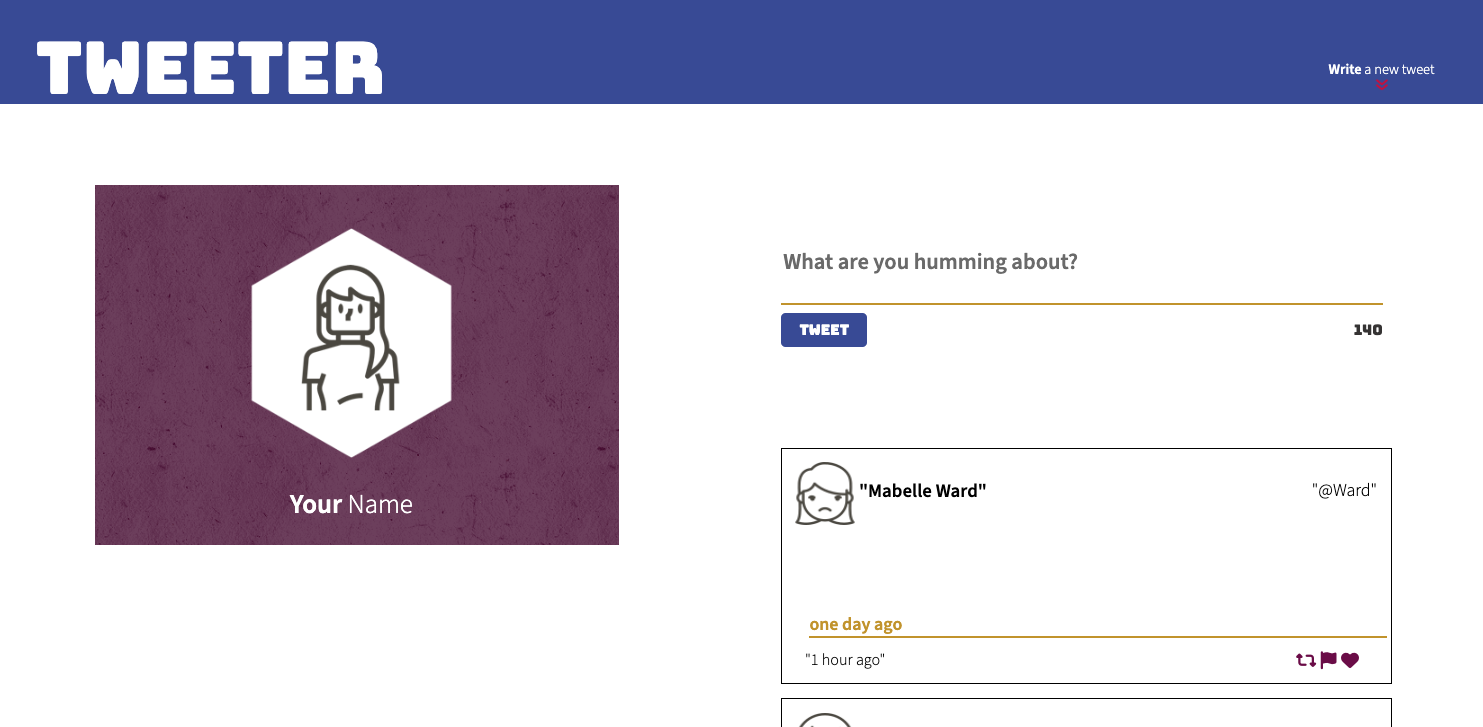 TWEETER
Write a new tweet
Your Name
What are you humming about?
TWEET
140
"Mabelle Ward"
"@Ward"
one day ago
"1 hour ago"